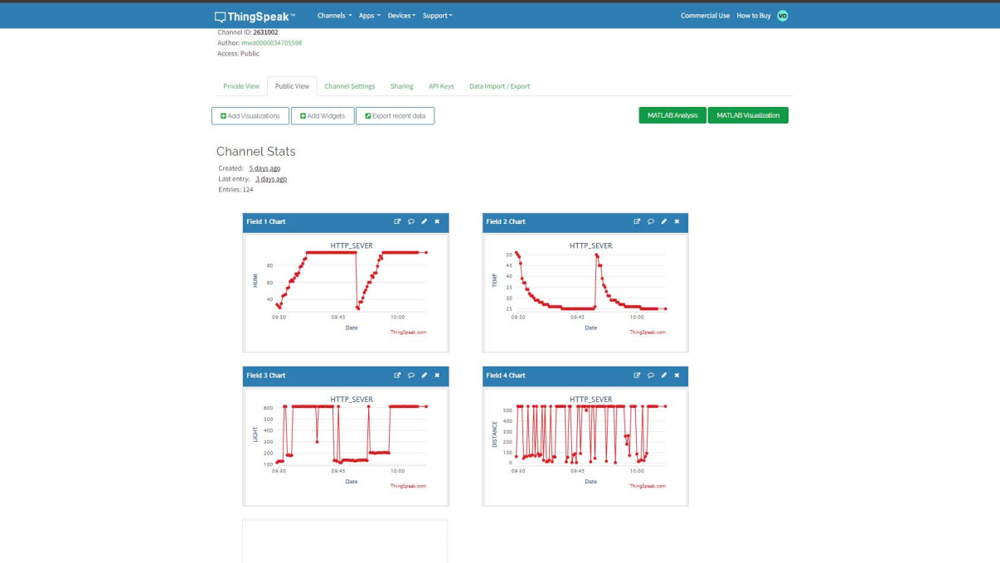 ThingSpeak™ Channels Apps Devices Support Commercial Use How to Buy VD
Channel ID: 2631002
Author: mwa0000034705598
Access: Public
Private View Public View Channel Settings Sharing API Keys Data Import / Export
Add Visualizations Add Widgets Export recent data MATLAB Analysis MATLAB Visualization
Channel Stats
Created: 5 days ago
Last entry: 3 days ago
Entries: 124
Field 1 Chart
HTTP_SEVER
HUMI
80
60
40
09:30 09:45 10:00
Date
ThingSpeak.com
Field 2 Chart
HTTP_SEVER
TEMP
50
45
40
35
30
25
09:30 09:45 10:00
Date
ThingSpeak.com
Field 3 Chart
HTTP_SEVER
LIGHT
600
500
400
300
200
100
09:30 09:45 10:00
Date
ThingSpeak.com
Field 4 Chart
HTTP_SEVER
DISTANCE
500
400
300
200
100
0
09:30 09:45 10:00
Date
ThingSpeak.com